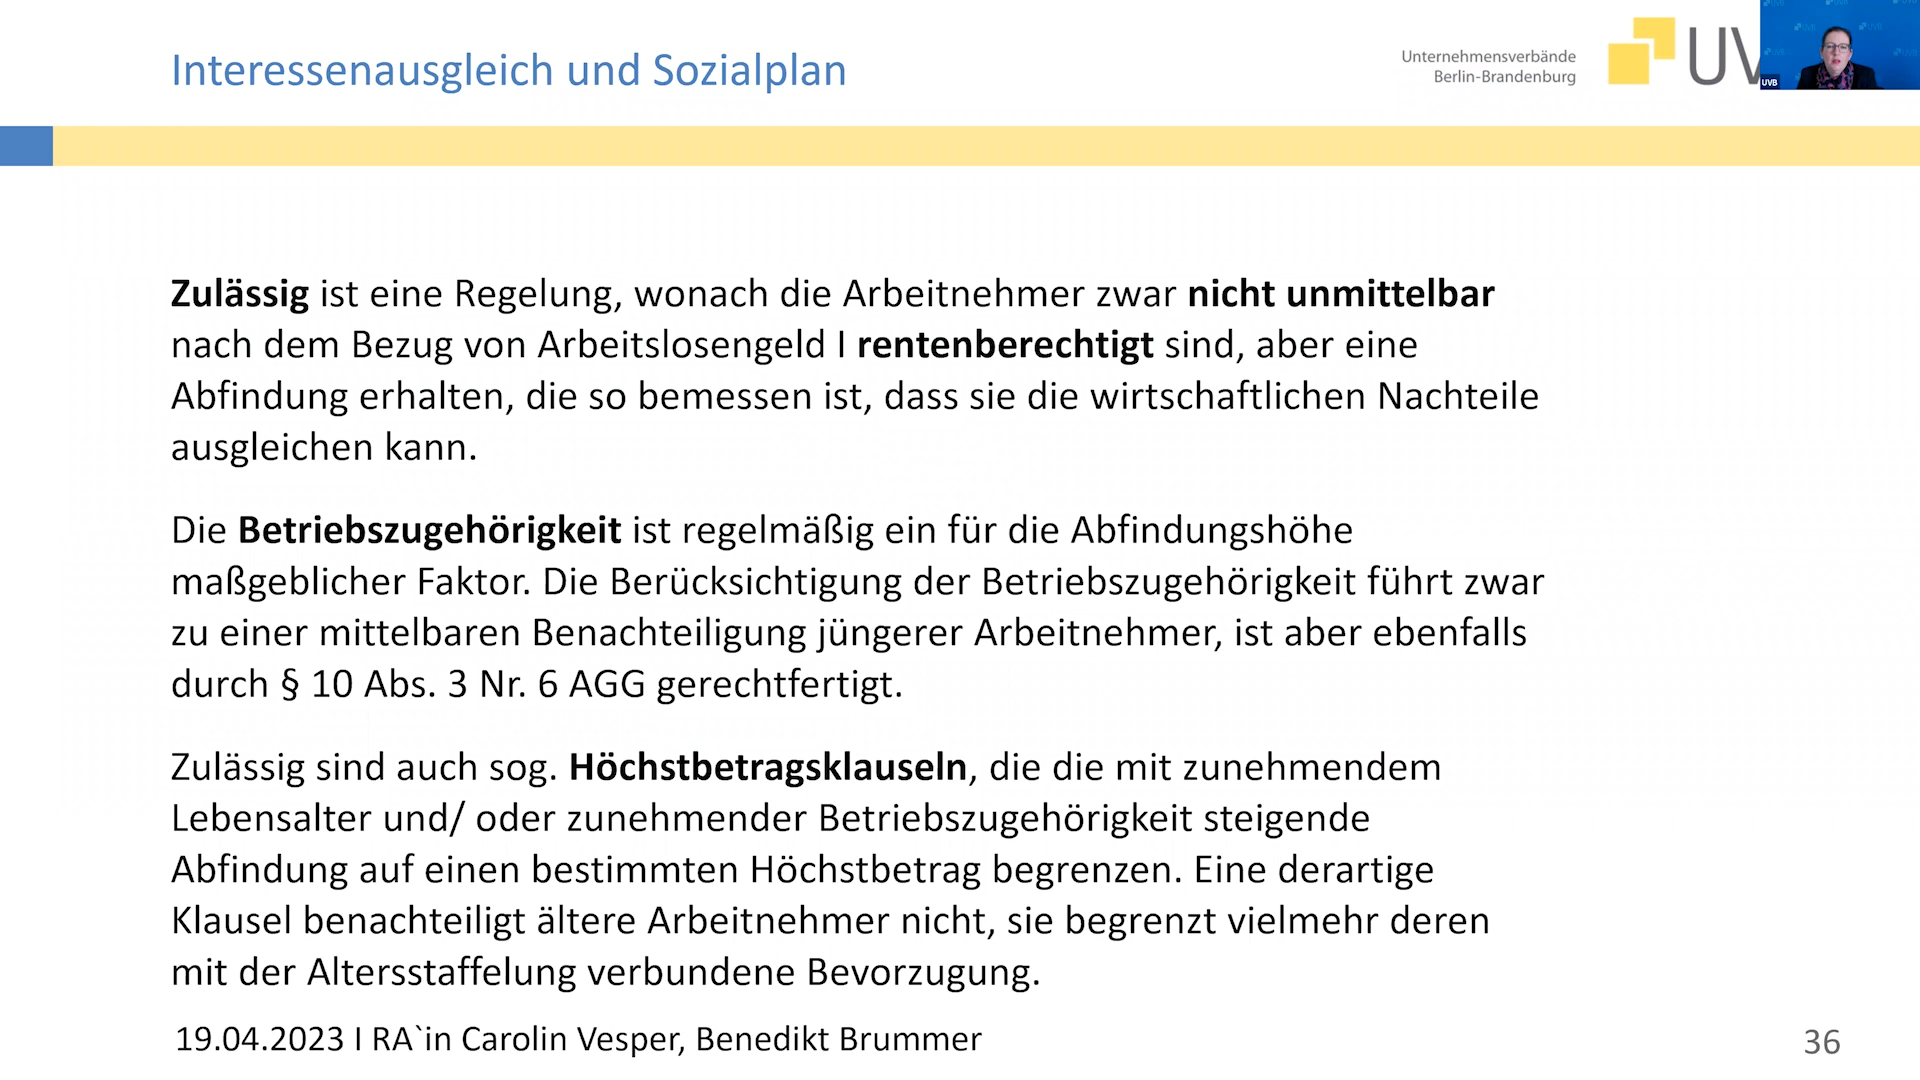 Interessenausgleich und Sozialplan
Unternehmensverbände
Berlin-Brandenburg
UV
UVB
Zulässig ist eine Regelung, wonach die Arbeitnehmer zwar nicht unmittelbar
nach dem Bezug von Arbeitslosengeld I rentenberechtigt sind, aber eine
Abfindung erhalten, die so bemessen ist, dass sie die wirtschaftlichen Nachteile
ausgleichen kann.
Die Betriebszugehörigkeit ist regelmäßig ein für die Abfindungshöhe
maßgeblicher Faktor. Die Berücksichtigung der Betriebszugehörigkeit führt zwar
zu einer mittelbaren Benachteiligung jüngerer Arbeitnehmer, ist aber ebenfalls
durch § 10 Abs. 3 Nr. 6 AGG gerechtfertigt.
Zulässig sind auch sog. Höchstbetragsklauseln, die die mit zunehmendem
Lebensalter und/ oder zunehmender Betriebszugehörigkeit steigende
Abfindung auf einen bestimmten Höchstbetrag begrenzen. Eine derartige
Klausel benachteiligt ältere Arbeitnehmer nicht, sie begrenzt vielmehr deren
mit der Altersstaffelung verbundene Bevorzugung.
19.04.2023 I RA`in Carolin Vesper, Benedikt Brummer
36